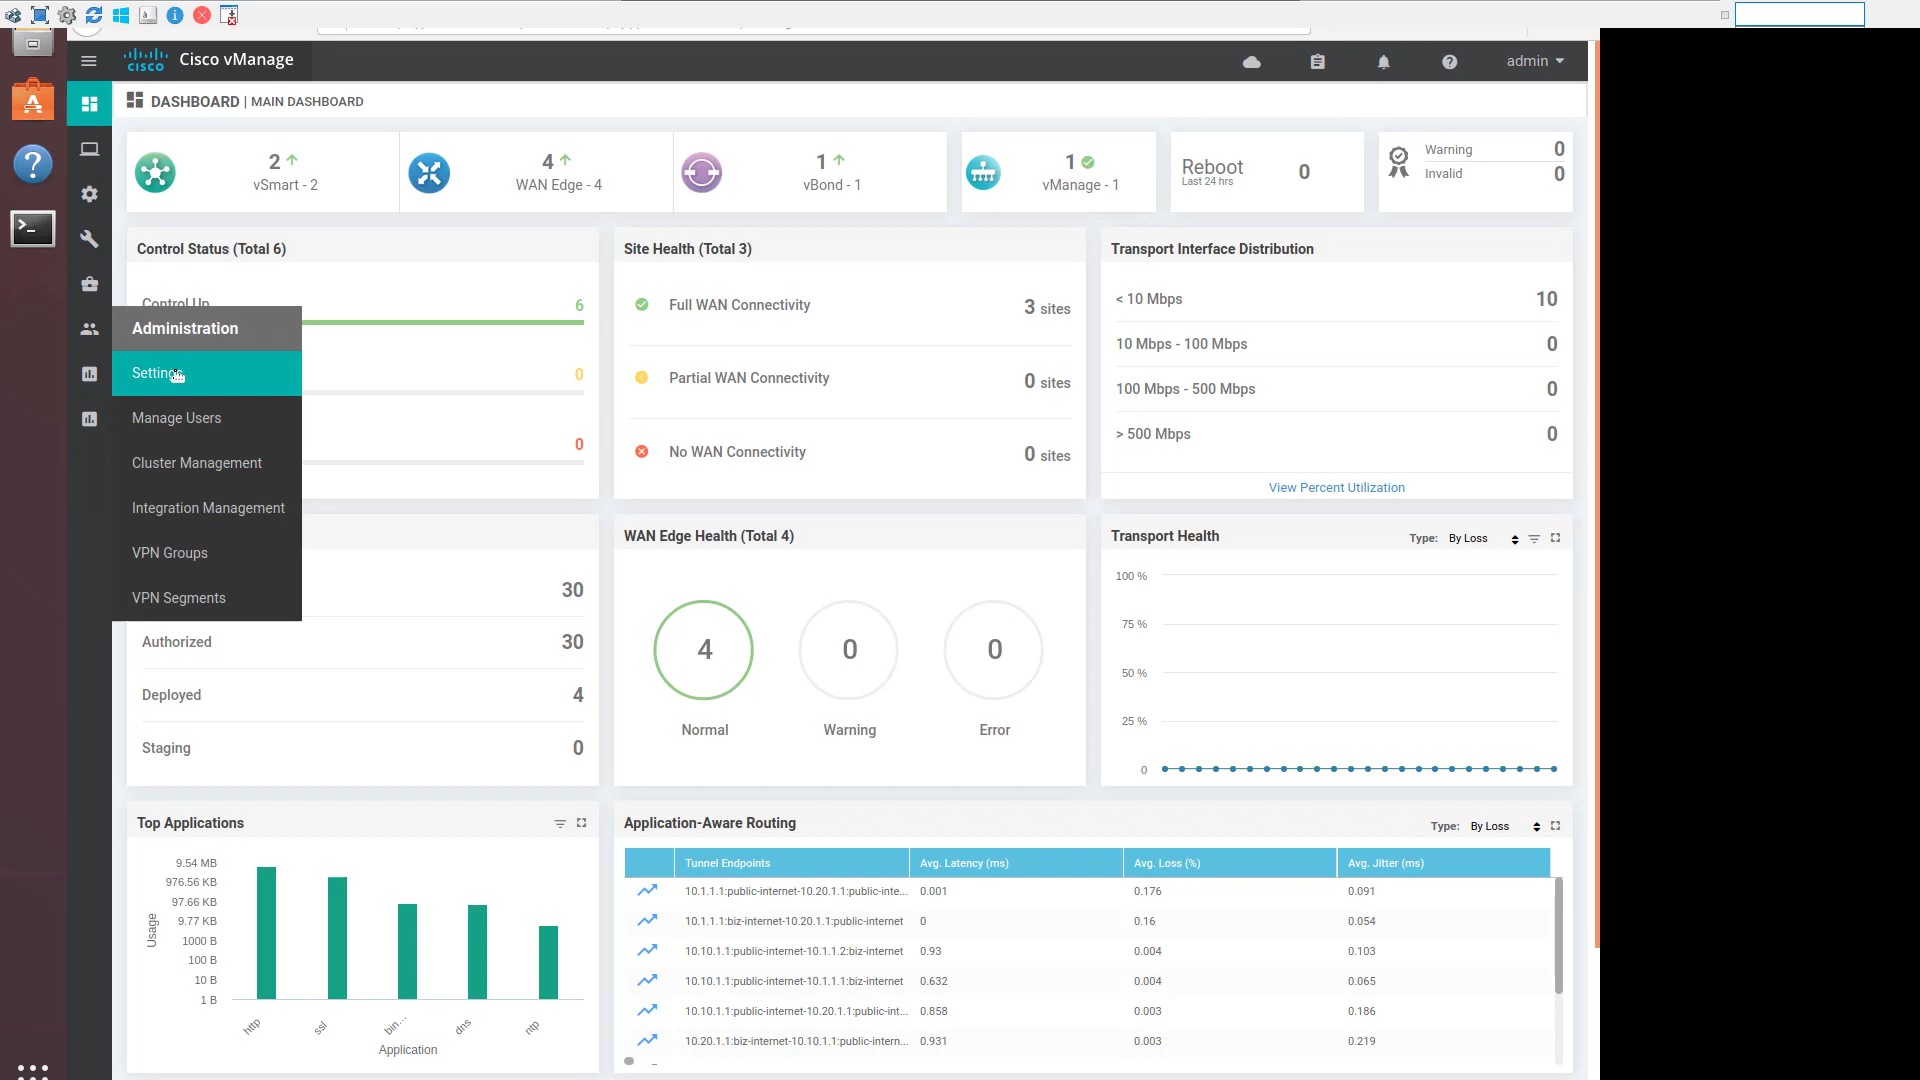 CISCO
Cisco vManage
admin
DASHBOARD | MAIN DASHBOARD
2
vSmart - 2
4
WAN Edge - 4
1
vBond - 1
1
vManage - 1
Reboot
Last 24 hrs
0
Warning 0
Invalid 0
Control Status (Total 6)
Control Up 6
0
0
Administration
Settings
Manage Users
Cluster Management
Integration Management
VPN Groups
VPN Segments
Site Health (Total 3)
Full WAN Connectivity 3 sites
Partial WAN Connectivity 0 sites
No WAN Connectivity 0 sites
Transport Interface Distribution
< 10 Mbps 10
10 Mbps - 100 Mbps 0
100 Mbps - 500 Mbps 0
> 500 Mbps 0
View Percent Utilization
30
Authorized 30
Deployed 4
Staging 0
WAN Edge Health (Total 4)
4 0 0
Normal Warning Error
Transport Health
Type: By Loss
100 %
75 %
50 %
25 %
0
Top Applications
Usage
9.54 MB
976.56 KB
97.66 KB
9.77 KB
1000 B
100 B
10 B
1 B
http ssl bin... dns ntp
Application
Application-Aware Routing
Type: By Loss
Tunnel Endpoints Avg. Latency (ms) Avg. Loss (%) Avg. Jitter (ms)
10.1.1.1:public-internet-10.20.1.1:public-inte... 0.001 0.176 0.091
10.1.1.1:biz-internet-10.20.1.1:public-internet 0 0.16 0.054
10.10.1.1:public-internet-10.1.1.2:biz-internet 0.93 0.004 0.103
10.10.1.1:public-internet-10.1.1.1:biz-internet 0.632 0.004 0.065
10.10.1.1:public-internet-10.20.1.1:public-int... 0.858 0.003 0.186
10.20.1.1:biz-internet-10.10.1.1:public-intern... 0.931 0.003 0.219